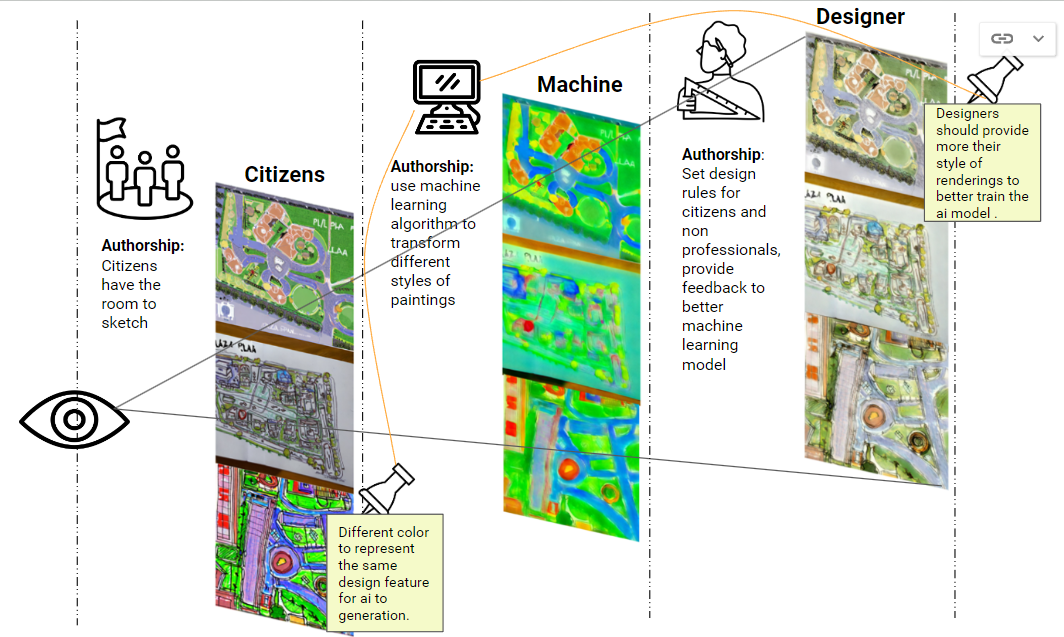 Designer
Machine
Citizens
Authorship:
Citizens
have the
room to
sketch
Authorship:
use machine
learning
algorithm to
transform
different
styles of
paintings
Authorship:
Set design
rules for
citizens and
non
professionals,
provide
feedback to
better
machine
learning
model
Designers
should provide
more their
style of
renderings to
better train the
ai model .
Different color
to represent
the same
design feature
for ai to
generation.